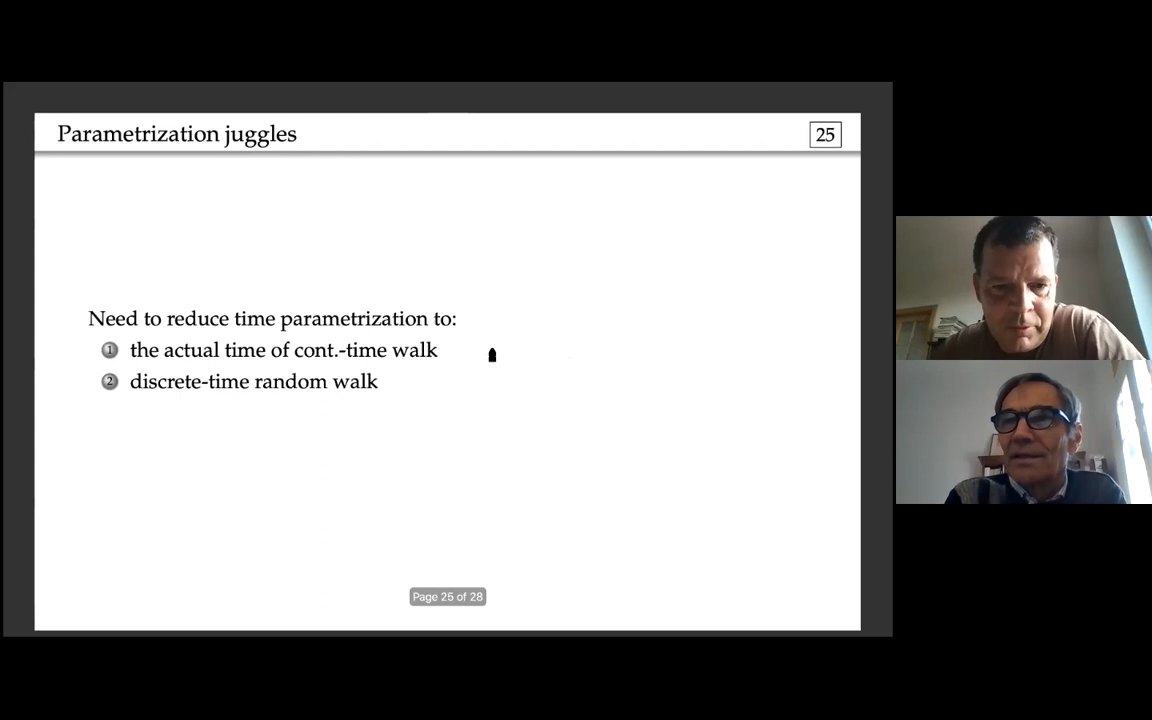 Parametrization juggles
25
Need to reduce time parametrization to:
1 the actual time of cont.-time walk
2 discrete-time random walk
Page 25 of 28